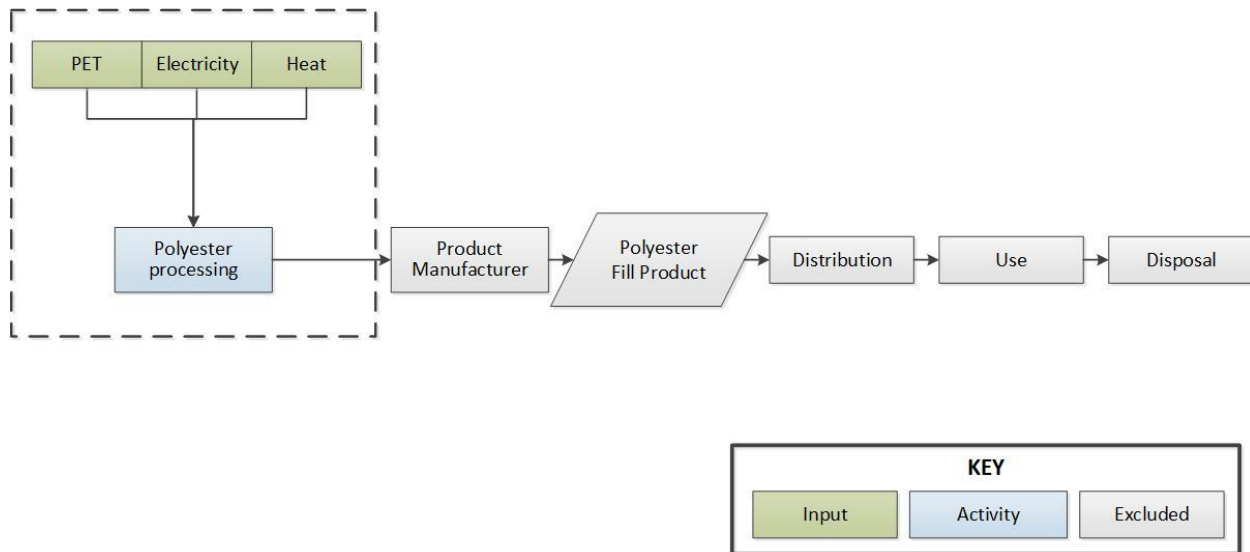 PET
Electricity
Heat
Polyester
processing
Product
Manufacturer
Polyester
Fill Product
Distribution
Use
Disposal
KEY
Input
Activity
Excluded